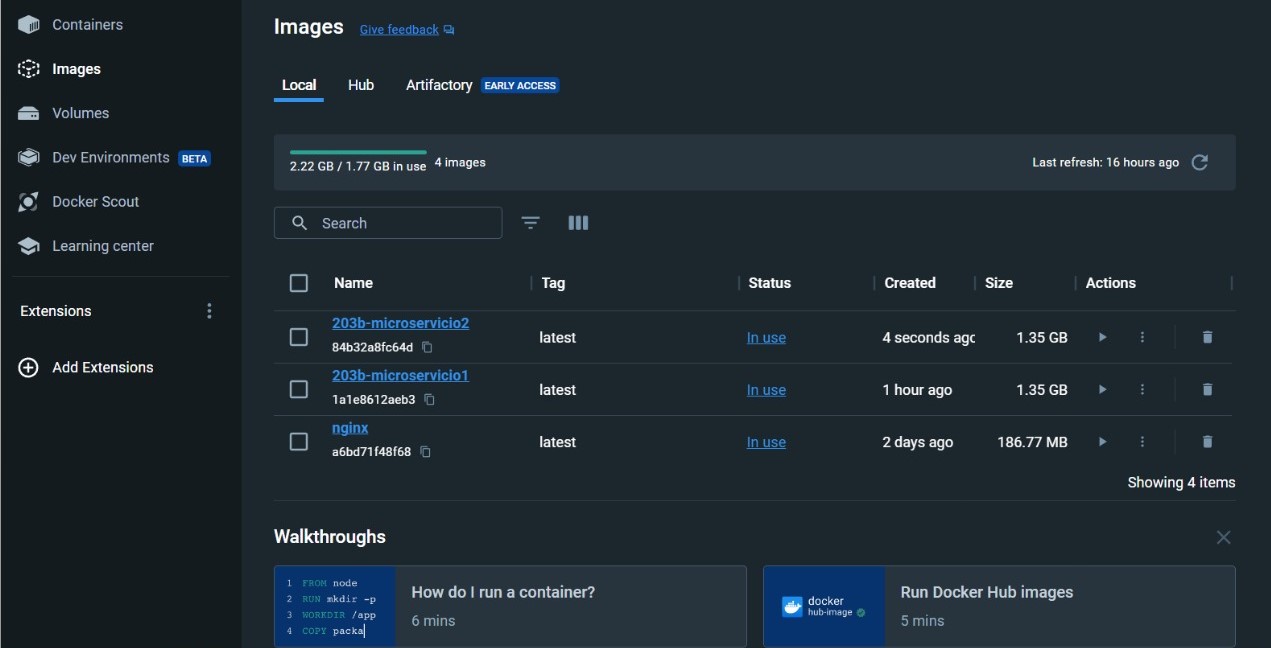 Containers
Images
Volumes
Dev Environments BETA
Docker Scout
Learning center
Extensions
Add Extensions
Images Give feedback
Local Hub Artifactory EARLY ACCESS
2.22 GB / 1.77 GB in use 4 images Last refresh: 16 hours ago
Search
Name Tag Status Created Size Actions
203b-microservicio2
84b32a8fc64d latest In use 4 seconds ago 1.35 GB
203b-microservicio1
1a1e8612aeb3 latest In use 1 hour ago 1.35 GB
nginx
a6bd71f48f68 latest In use 2 days ago 186.77 MB
Showing 4 items
Walkthroughs
1 FROM node
2 RUN mkdir -p
3 WORKDIR /app
4 COPY packa
How do I run a container?
6 mins
docker
hub-image
Run Docker Hub images
5 mins